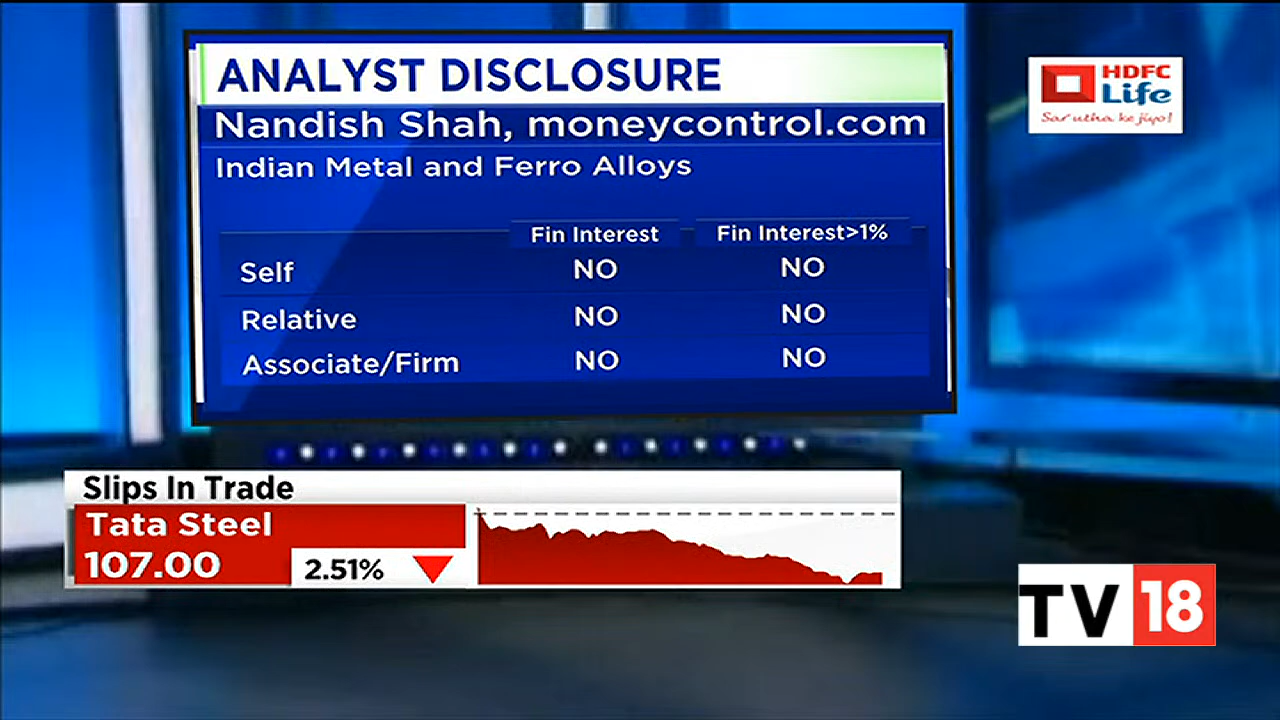 ANALYST DISCLOSURE
Nandish Shah, moneycontrol.com
Indian Metal and Ferro Alloys
Fin Interest Fin Interest>1%
Self NO NO
Relative NO NO
Associate/Firm NO NO
HDFC
Life
Sar utha ke jiyo!
Slips In Trade
Tata Steel
107.00 2.51%
TV 18